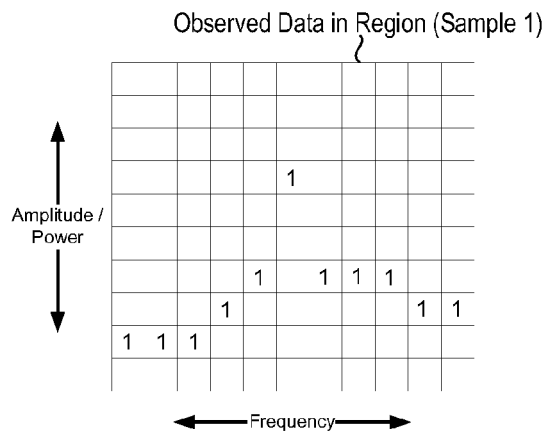 Observed Data in Region (Sample 1)
1
Amplitude /
Power
1 1 1 1
1 1 1
1 1 1
Frequency